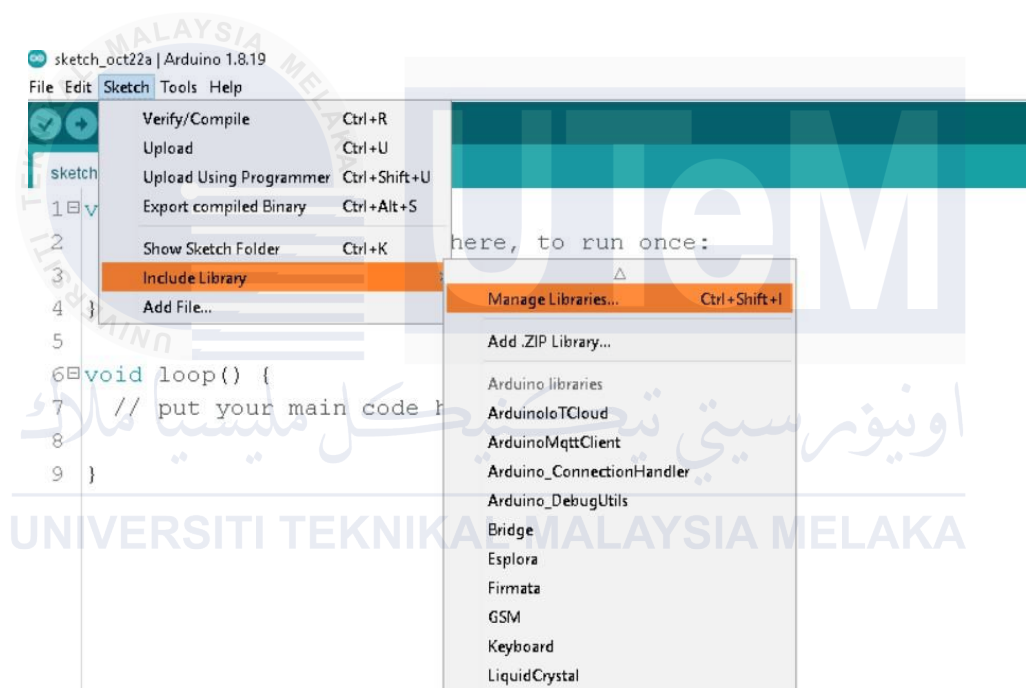 sketch_oct22a | Arduino 1.8.19
File Edit Sketch Tools Help
Verify/Compile Ctrl+R
Upload Ctrl+U
sketch
Upload Using Programmer Ctrl+Shift+U
1 v
Export compiled Binary Ctrl+Alt+S
2 here, to run once:
Show Sketch Folder Ctrl+K
3
Include Library
4 }
Add File...
Manage Libraries... Ctrl+Shift+I
5
Add .ZIP Library...
6 void loop() {
Arduino libraries
7 // put your main code h
ArduinoIoTCloud
8
ArduinoMqttClient
9 }
Arduino_ConnectionHandler
Arduino_DebugUtils
Bridge
Esplora
Firmata
GSM
Keyboard
LiquidCrystal
UTeM
اونيۏرسيتي تيكنيكل مليسيا ملاك
UNIVERSITI TEKNIKAL MALAYSIA MELAKA
UNIVERSITI TEKNIKAL MALAYSIA MELAKA